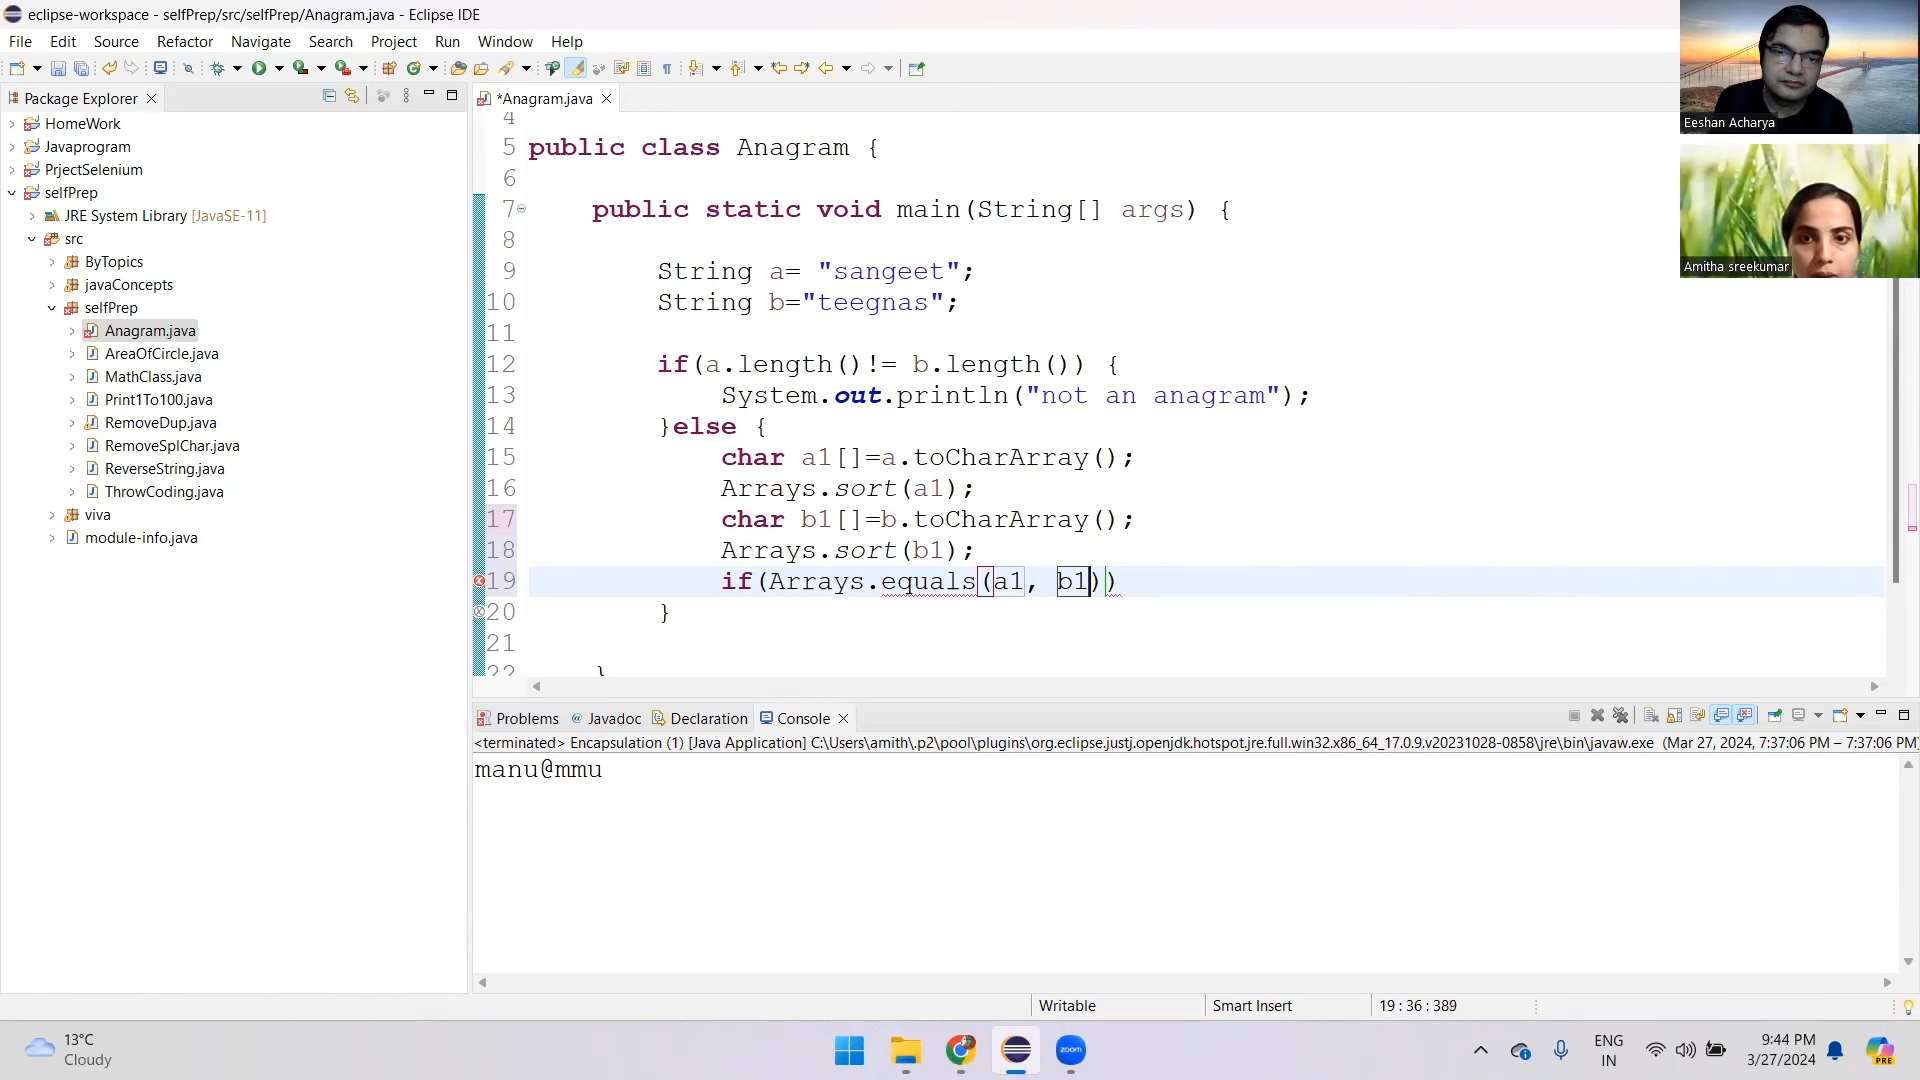 eclipse-workspace - selfPrep/src/selfPrep/Anagram.java - Eclipse IDE
File Edit Source Refactor Navigate Search Project Run Window Help
Package Explorer
HomeWork
Javaprogram
PrjectSelenium
selfPrep
JRE System Library [JavaSE-11]
src
ByTopics
javaConcepts
selfPrep
Anagram.java
AreaOfCircle.java
MathClass.java
Print1To100.java
RemoveDup.java
RemoveSplChar.java
ReverseString.java
ThrowCoding.java
viva
module-info.java
*Anagram.java
4
5 public class Anagram {
6
7 public static void main(String[] args) {
8
9 String a= "sangeet";
10 String b="teegnas";
11
12 if(a.length()!= b.length()) {
13 System.out.println("not an anagram");
14 }else {
15 char a1[]=a.toCharArray();
16 Arrays.sort(a1);
17 char b1[]=b.toCharArray();
18 Arrays.sort(b1);
19 if(Arrays.equals(a1, b1))
20 }
21
22 }
Eeshan Acharya
Amitha sreekumar
Problems Javadoc Declaration Console
<terminated> Encapsulation (1) [Java Application] C:\Users\amith\.p2\pool\plugins\org.eclipse.justj.openjdk.hotspot.jre.full.win32.x86_64_17.0.9.v20231028-0858\jre\bin\javaw.exe (Mar 27, 2024, 7:37:06 PM – 7:37:06 PM)
manu@mmu
Writable Smart Insert 19 : 36 : 389
13°C
Cloudy
zoom
ENG
IN
9:44 PM
3/27/2024
PRE